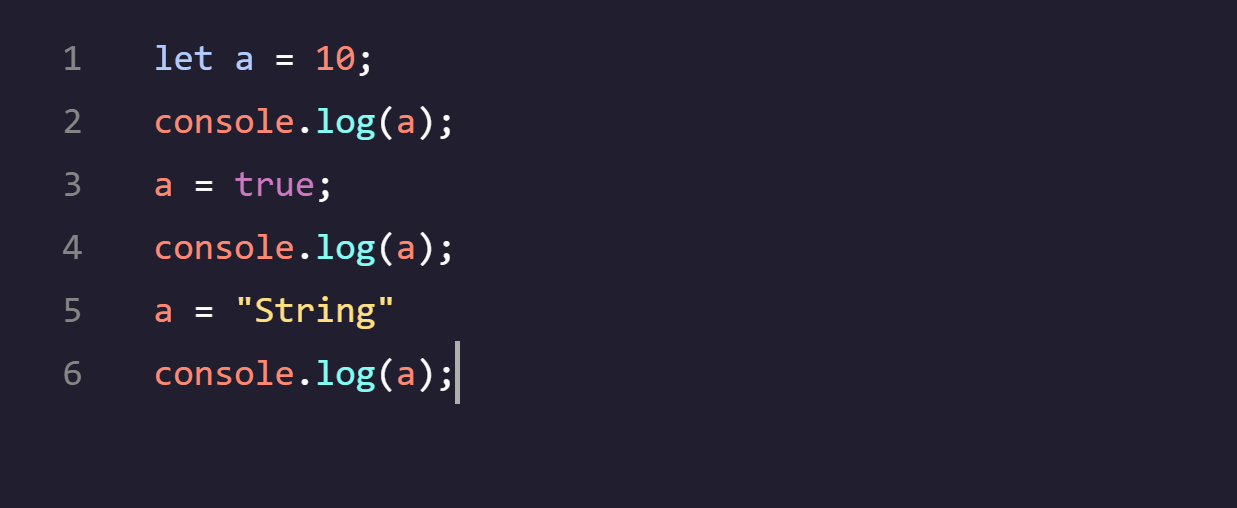 1 let a = 10;
2 console.log(a);
3 a = true;
4 console.log(a);
5 a = "String"
6 console.log(a);